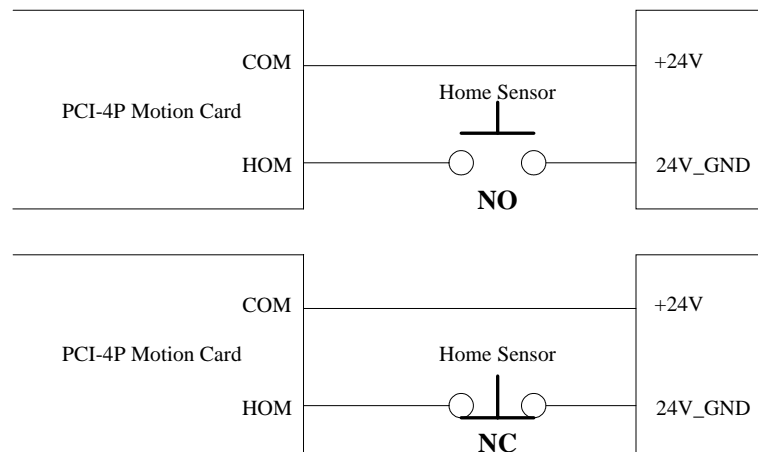 COM
+24V
Home Sensor
PCI-4P Motion Card
HOM
24V_GND
NO
COM
+24V
PCI-4P Motion Card
Home Sensor
HOM
24V_GND
NC